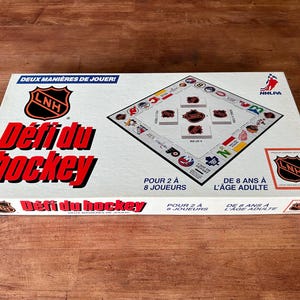 DEUX MANIÈRES DE JOUER!
LNH
NHLPA
Défi du
hockey
POUR 2 À
8 JOUEURS
DE 8 ANS À
L'ÂGE ADULTE
Défi du hockey
POUR 2 À
8 JOUEURS
DE 8 ANS À
L'ÂGE ADULTE